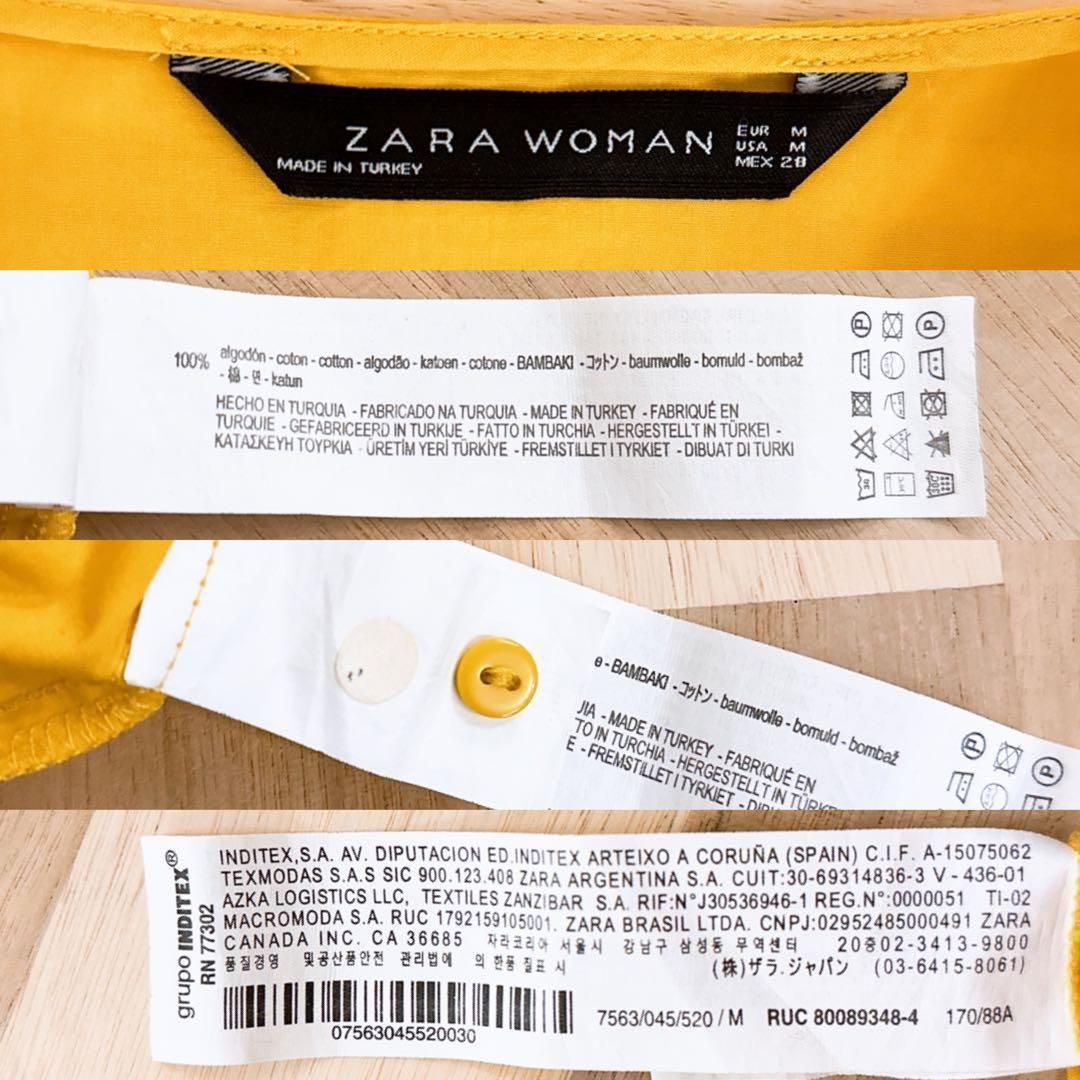 ZARA WOMAN
EUR M
USA M
MEX 28
MADE IN TURKEY
100% algodón - coton - cotton - algodão - katoen - cotone - BAMBAKI - コットン - baumwolle - bomuld - bombaž
- 棉 - 면 - katun
HECHO EN TURQUIA - FABRICADO NA TURQUIA - MADE IN TURKEY - FABRIQUÉ EN
TURQUIE - GEFABRICEERD IN TURKIJE - FATTO IN TURCHIA - HERGESTELLT IN TÜRKEI -
ΚΑΤΑΣΚΕΥΗ ΤΟΥΡΚΙΑ - ÜRETİM YERİ TÜRKİYE - FREMSTILLET I TYRKIET - DIBUAT DI TURKI
P
P
30
30°C
e - BAMBAKI - コットン - baumwolle - bomuld - bombaž
JIA - MADE IN TURKEY - FABRIQUÉ EN
TO IN TURCHIA - HERGESTELLT IN TÜRKE
E - FREMSTILLET I TYRKIET - DIBU
P
P
grupo INDITEX®
RN 77302
INDITEX,S.A. AV. DIPUTACION ED.INDITEX ARTEIXO A CORUÑA (SPAIN) C.I.F. A-15075062
TEXMODAS S.A.S SIC 900.123.408 ZARA ARGENTINA S.A. CUIT:30-69314836-3 V - 436-01
AZKA LOGISTICS LLC, TEXTILES ZANZIBAR S.A. RIF:N°J30536946-1 REG.N°:0000051 TI-02
MACROMODA S.A. RUC 1792159105001. ZARA BRASIL LTDA. CNPJ:02952485000491 ZARA
CANADA INC. CA 36685 자라코리아 서울시 강남구 삼성동 무역센터 20층02-3413-9800
품질경영 및공산품안전 관리법에 의한품질표시 (株)ザラ.ジャパン (03-6415-8061)
07563045520030
7563/045/520 / M RUC 80089348-4 170/88A